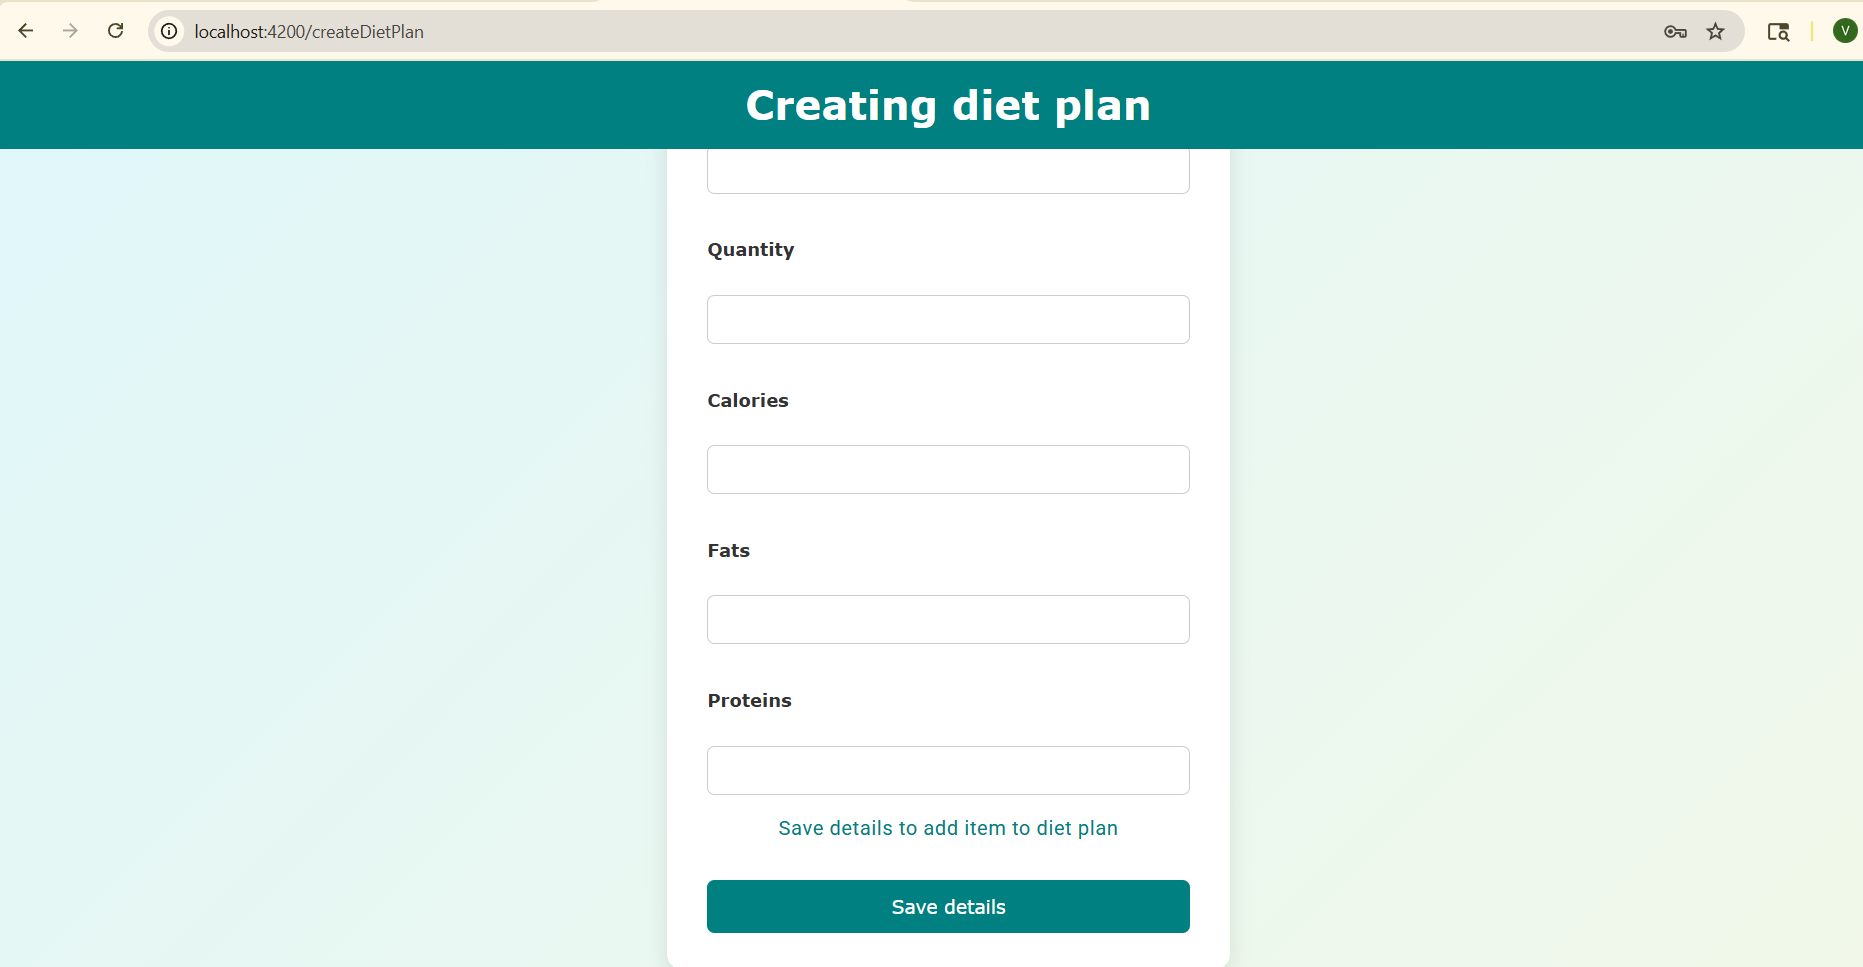 localhost:4200/createDietPlan
V
Creating diet plan
Quantity
Calories
Fats
Proteins
Save details to add item to diet plan
Save details